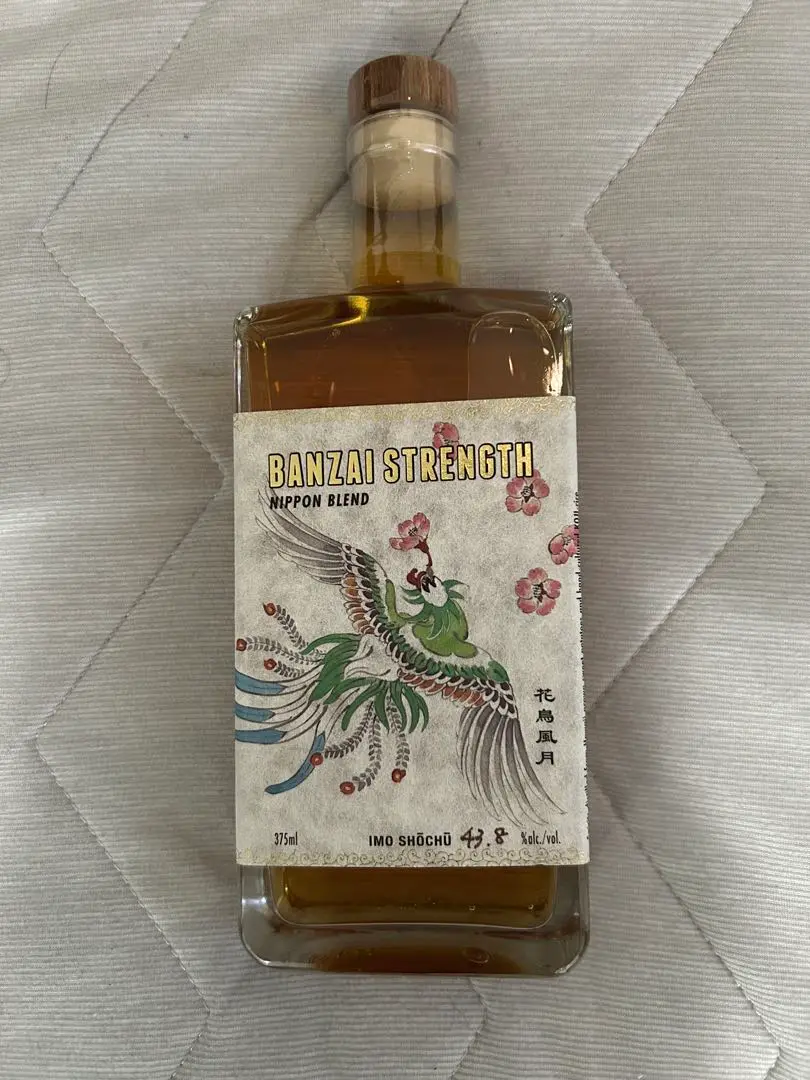 BANZAI STRENGTH
NIPPON BLEND
花
鳥
風
月
375ml
IMO SHŌCHŪ 43.8 %alc./vol.